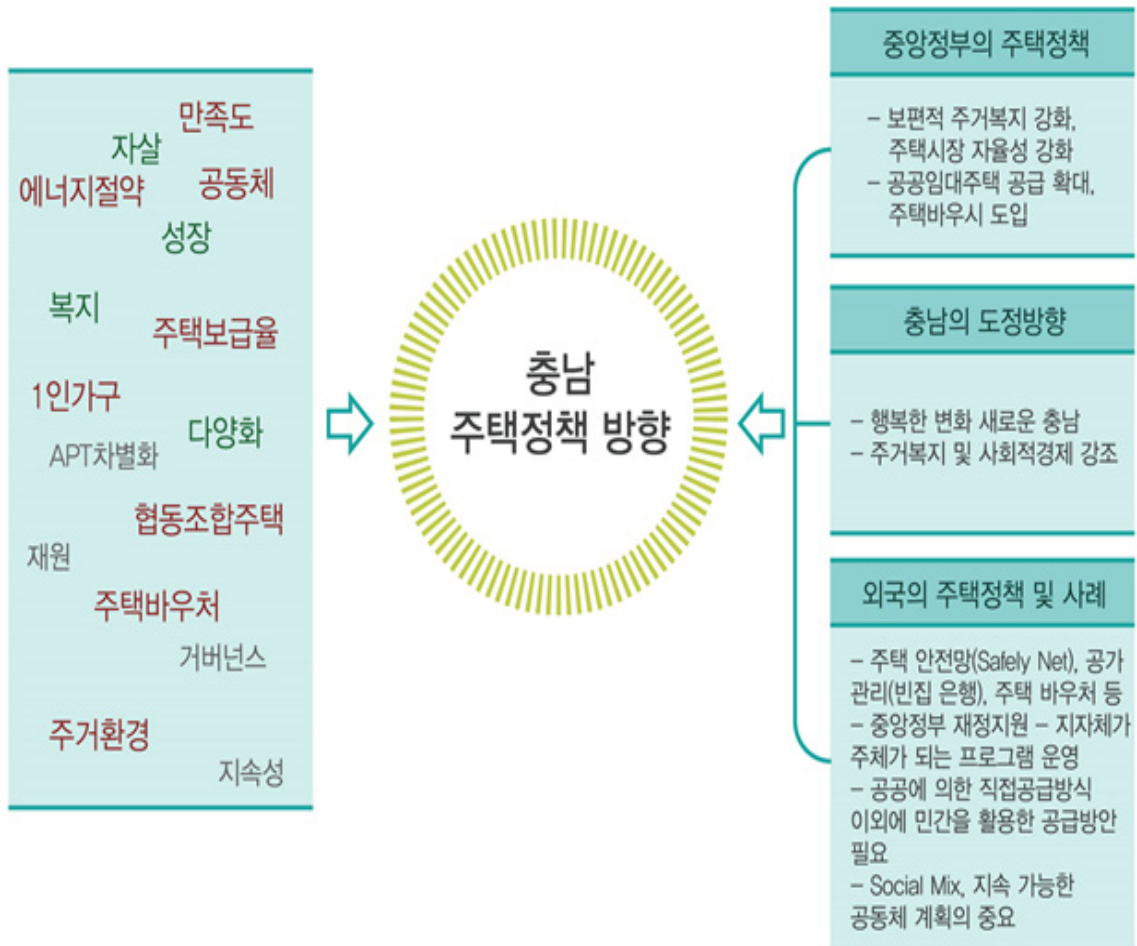 만족도
자살
에너지절약
공동체
성장
복지
주택보급율
1인가구
다양화
APT차별화
협동조합주택
재원
주택바우처
거버넌스
주거환경
지속성
충남
주택정책 방향
중앙정부의 주택정책
– 보편적 주거복지 강화,
주택시장 자율성 강화
– 공공임대주택 공급 확대,
주택바우시 도입
충남의 도정방향
– 행복한 변화 새로운 충남
– 주거복지 및 사회적경제 강조
외국의 주택정책 및 사례
– 주택 안전망(Safely Net), 공가
관리(빈집 은행), 주택 바우처 등
– 중앙정부 재정지원 – 지자체가
주체가 되는 프로그램 운영
– 공공에 의한 직접공급방식
이외에 민간을 활용한 공급방안
필요
– Social Mix, 지속 가능한
공동체 계획의 중요